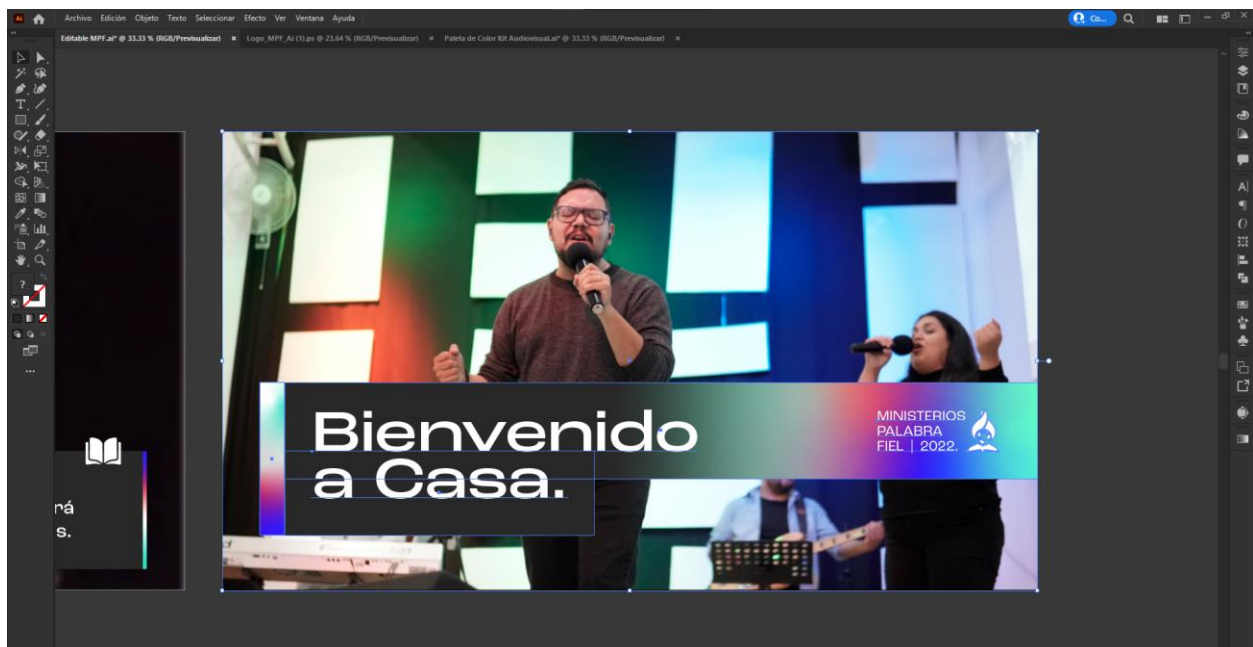 Ai
Archivo Edición Objeto Texto Seleccionar Efecto Ver Ventana Ayuda
Co...
Editable MPF.ai* @ 33.33 % (RGB/Previsualizar) × Logo_MPF_Ai (1).ps @ 23.64 % (RGB/Previsualizar) × Paleta de Color Kit Audiovisual.ai* @ 33.33 % (RGB/Previsualizar) ×
Bienvenido
a Casa.
MINISTERIOS
PALABRA
FIEL | 2022.
rá
s.